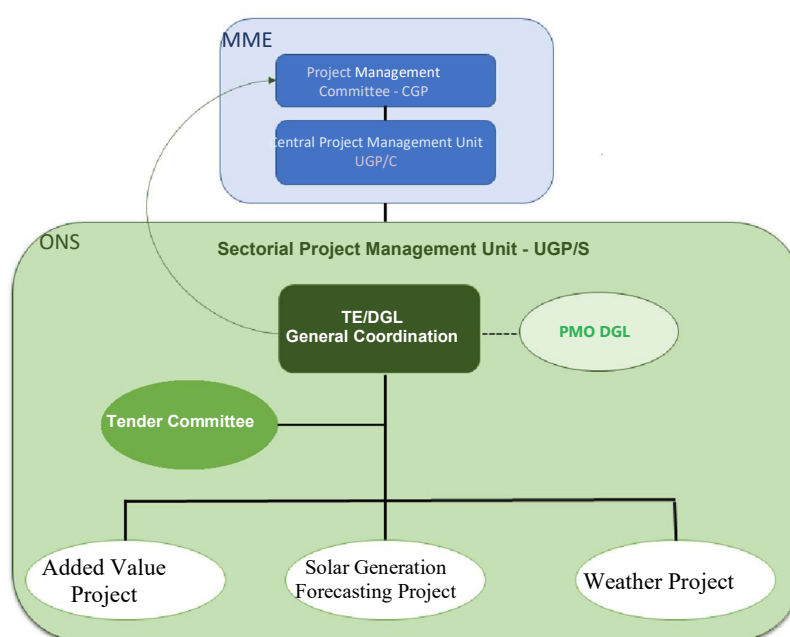 MME
Project Management
Committee - CGP
Central Project Management Unit
UGP/C
ONS
Sectorial Project Management Unit - UGP/S
TE/DGL
General Coordination
PMO DGL
Tender Committee
Added Value
Project
Solar Generation
Forecasting Project
Weather Project